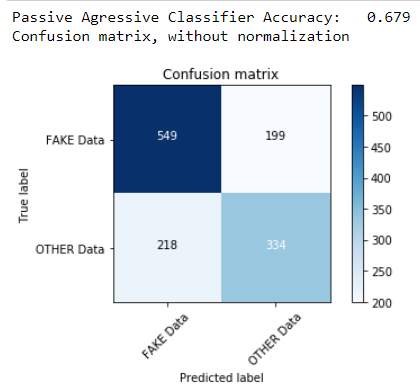 Passive Agressive Classifier Accuracy:   0.679
Confusion matrix, without normalization
Confusion matrix
True label
FAKE Data
549
199
OTHER Data
218
334
FAKE Data
OTHER Data
Predicted label
500
450
400
350
300
250
200